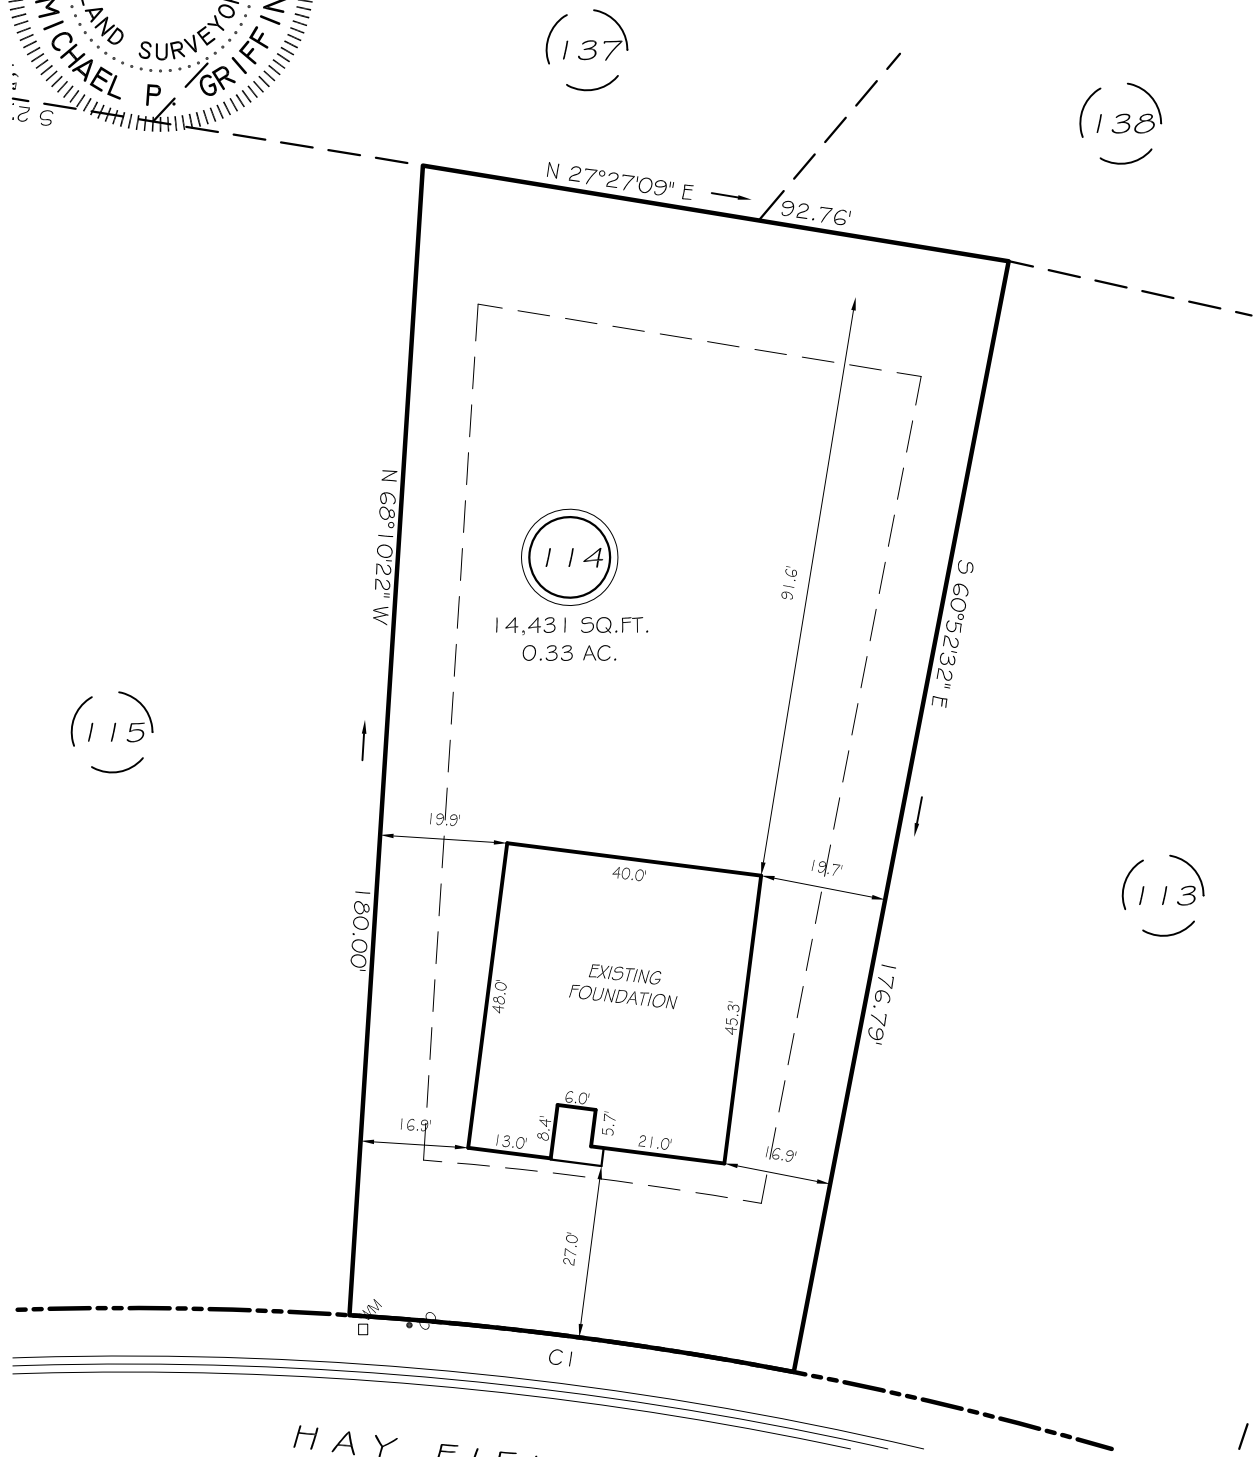 LAND SURVEYOR
MICHAEL P. GRIFFIN
137
138
N 27°27'09" E
92.76'
N 68°10'22" W
180.00'
114
14,431 SQ.FT.
0.33 AC.
91.6'
S 60°52'32" E
176.79'
115
113
19.9'
40.0'
19.7'
EXISTING
FOUNDATION
48.0'
45.3'
6.0'
8.4'
5.7'
16.9'
13.0'
21.0'
16.9'
27.0'
WM
CO
C1
HAY